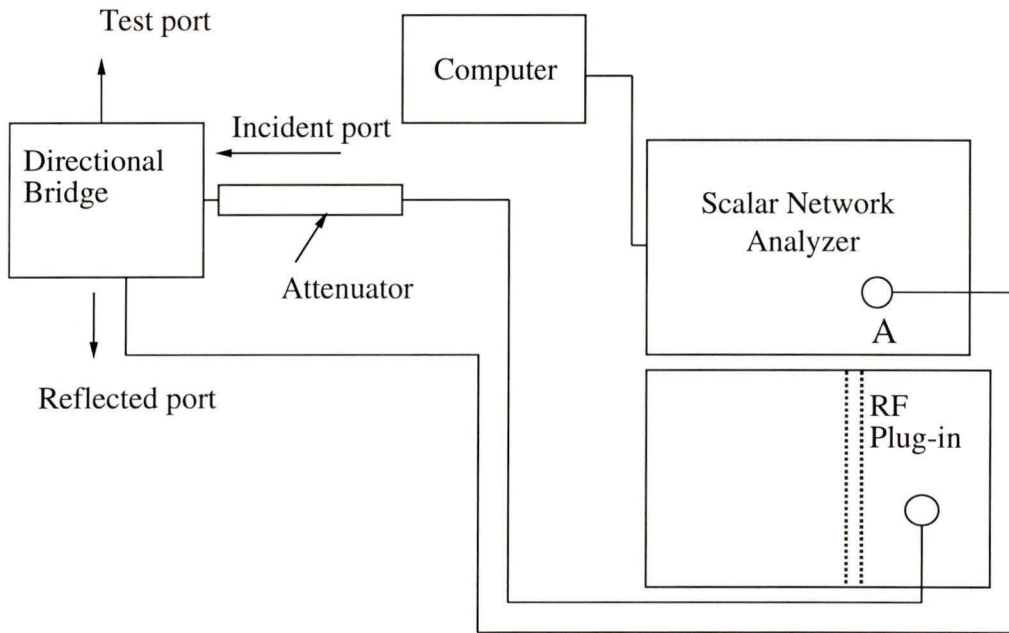 Test port
Computer
Incident port
Directional
Bridge
Scalar Network
Analyzer
Attenuator
A
Reflected port
RF
Plug-in